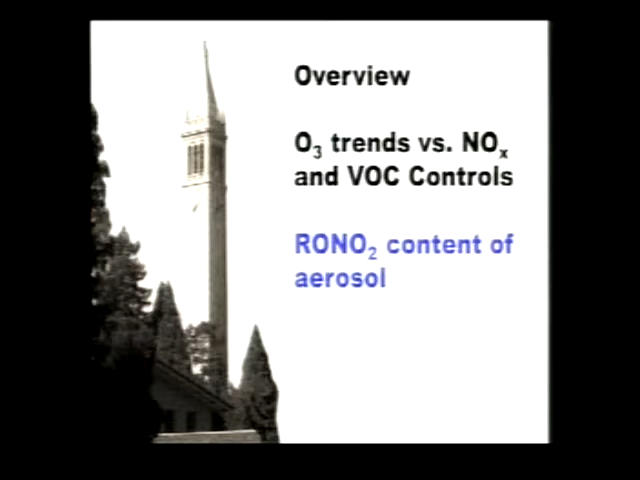 Overview
O₃ trends vs. NOₓ
and VOC Controls
RONO₂ content of
aerosol